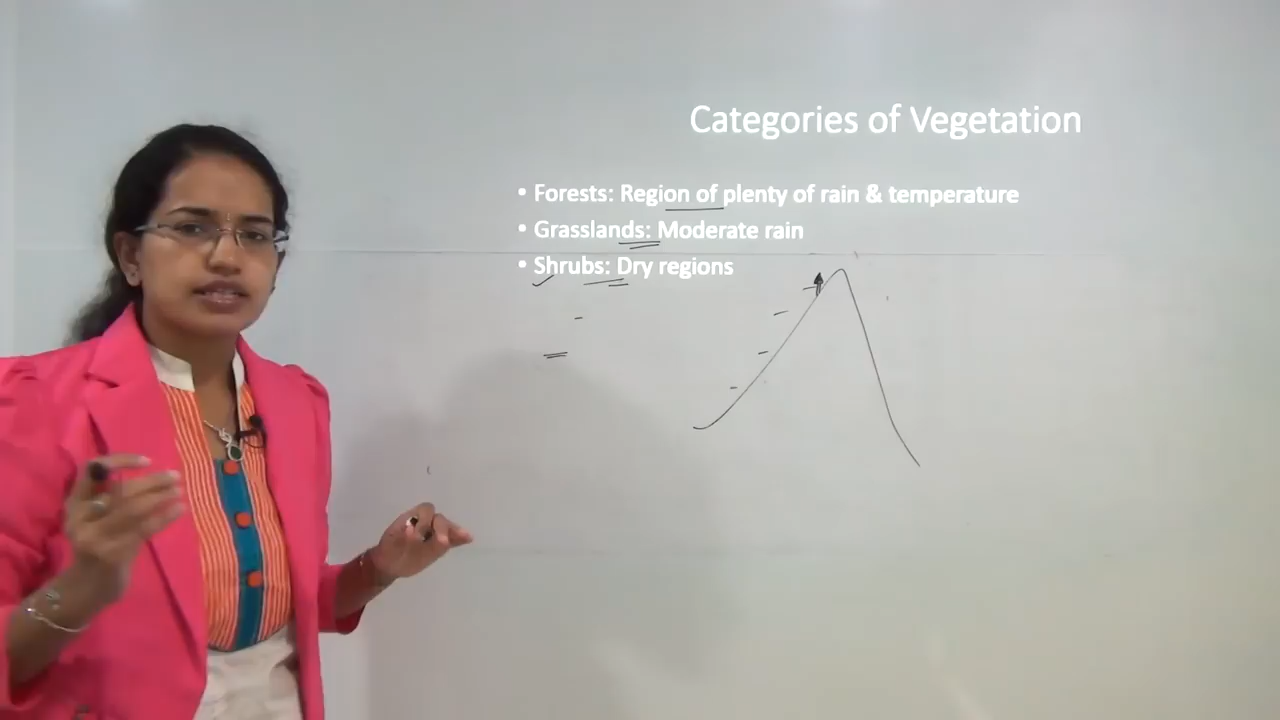 Categories of Vegetation
• Forests: Region of plenty of rain & temperature
• Grasslands: Moderate rain
• Shrubs: Dry regions